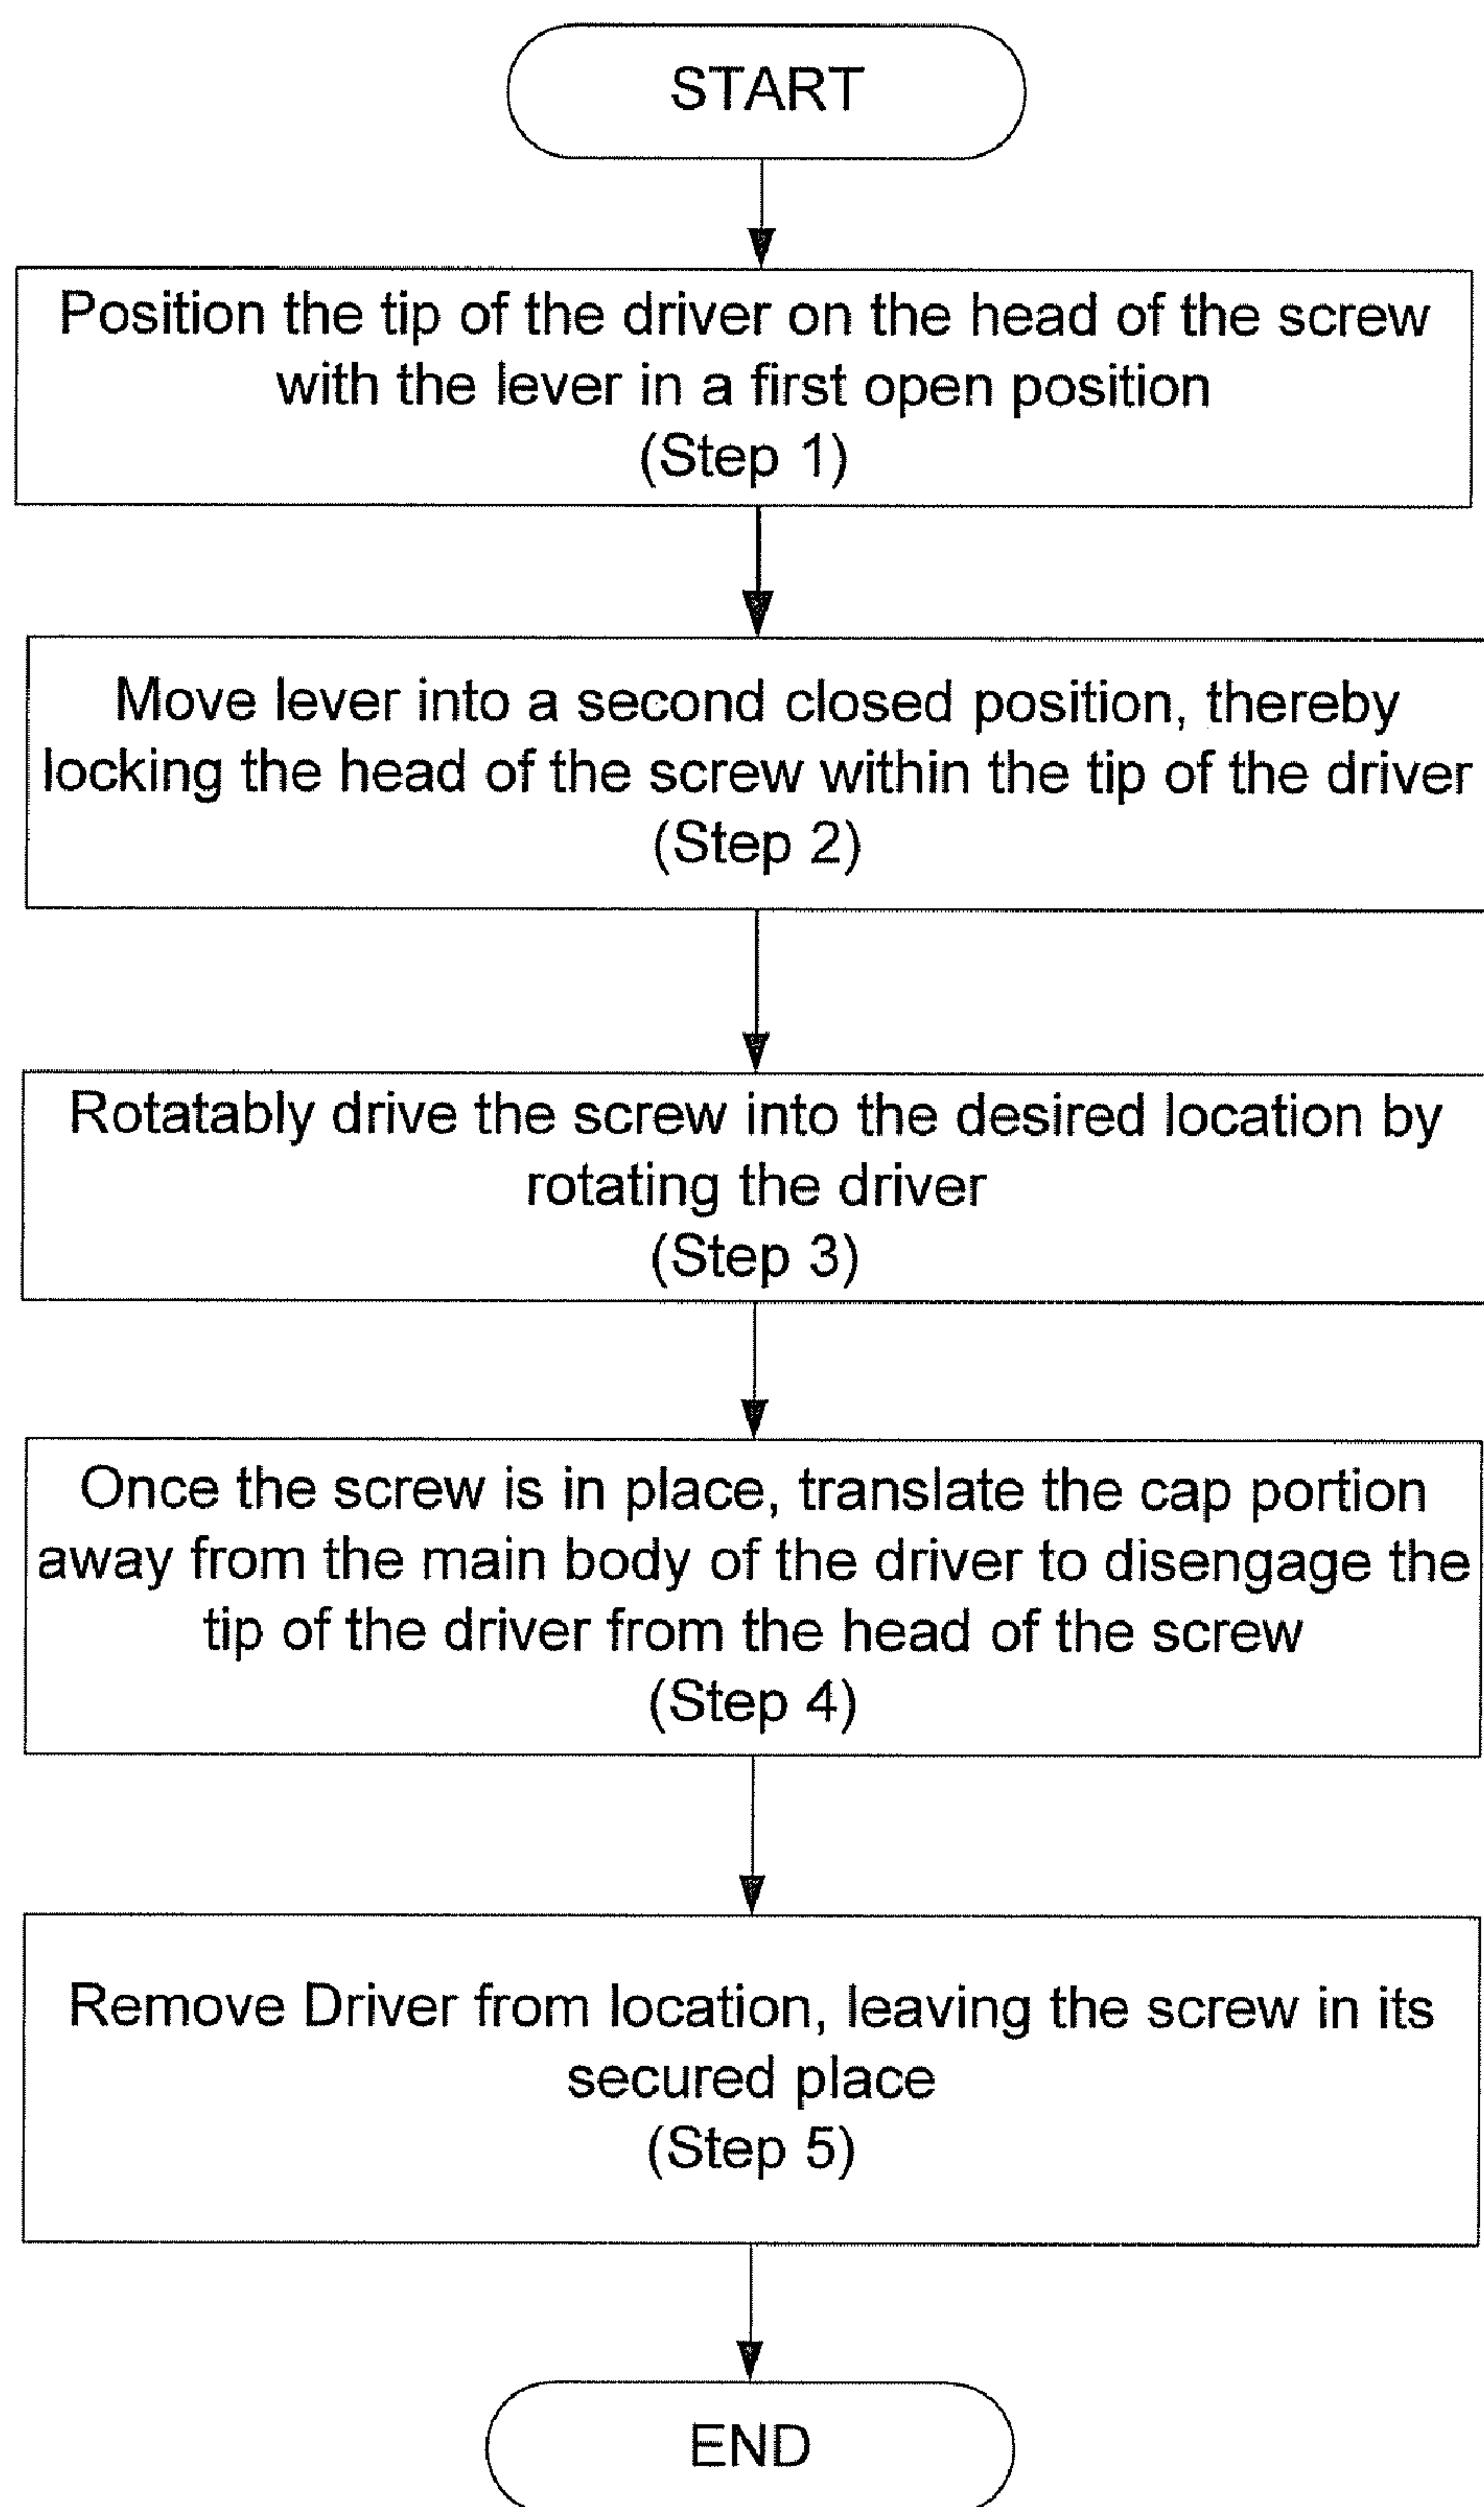 START
Position the tip of the driver on the head of the screw
with the lever in a first open position
(Step 1)
Move lever into a second closed position, thereby
locking the head of the screw within the tip of the driver
(Step 2)
Rotatably drive the screw into the desired location by
rotating the driver
(Step 3)
Once the screw is in place, translate the cap portion
away from the main body of the driver to disengage the
tip of the driver from the head of the screw
(Step 4)
Remove Driver from location, leaving the screw in its
secured place
(Step 5)
END